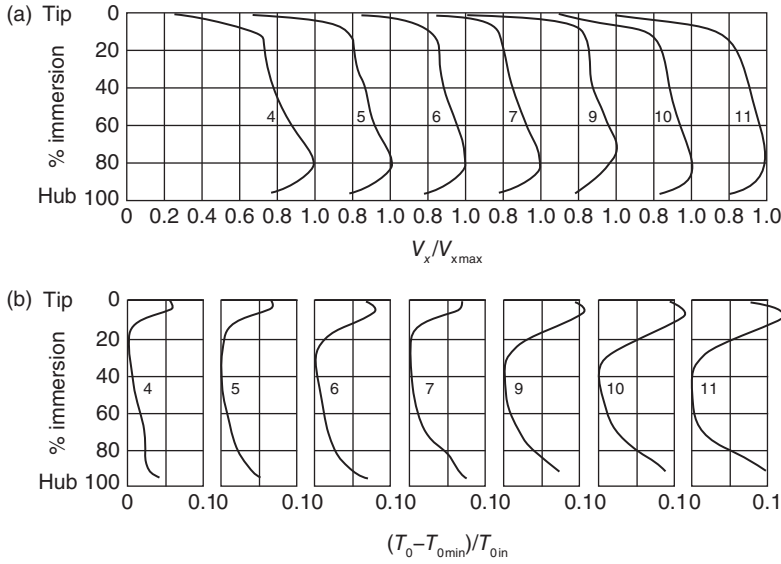 (a) Tip 0
20
40
% immersion
60
80
Hub 100
4 5 6 7 9 10 11
0 0.2 0.4 0.6 0.8 1.0 0.8 1.0 0.8 1.0 0.8 1.0 0.8 1.0 0.8 1.0 0.8 1.0
Vx/Vxmax
(b) Tip 0
20
40
% immersion
60
80
Hub 100
4 5 6 7 9 10 11
0 0.10 0.10 0.10 0.10 0.10 0.10 0.1
(T0–T0min)/T0in